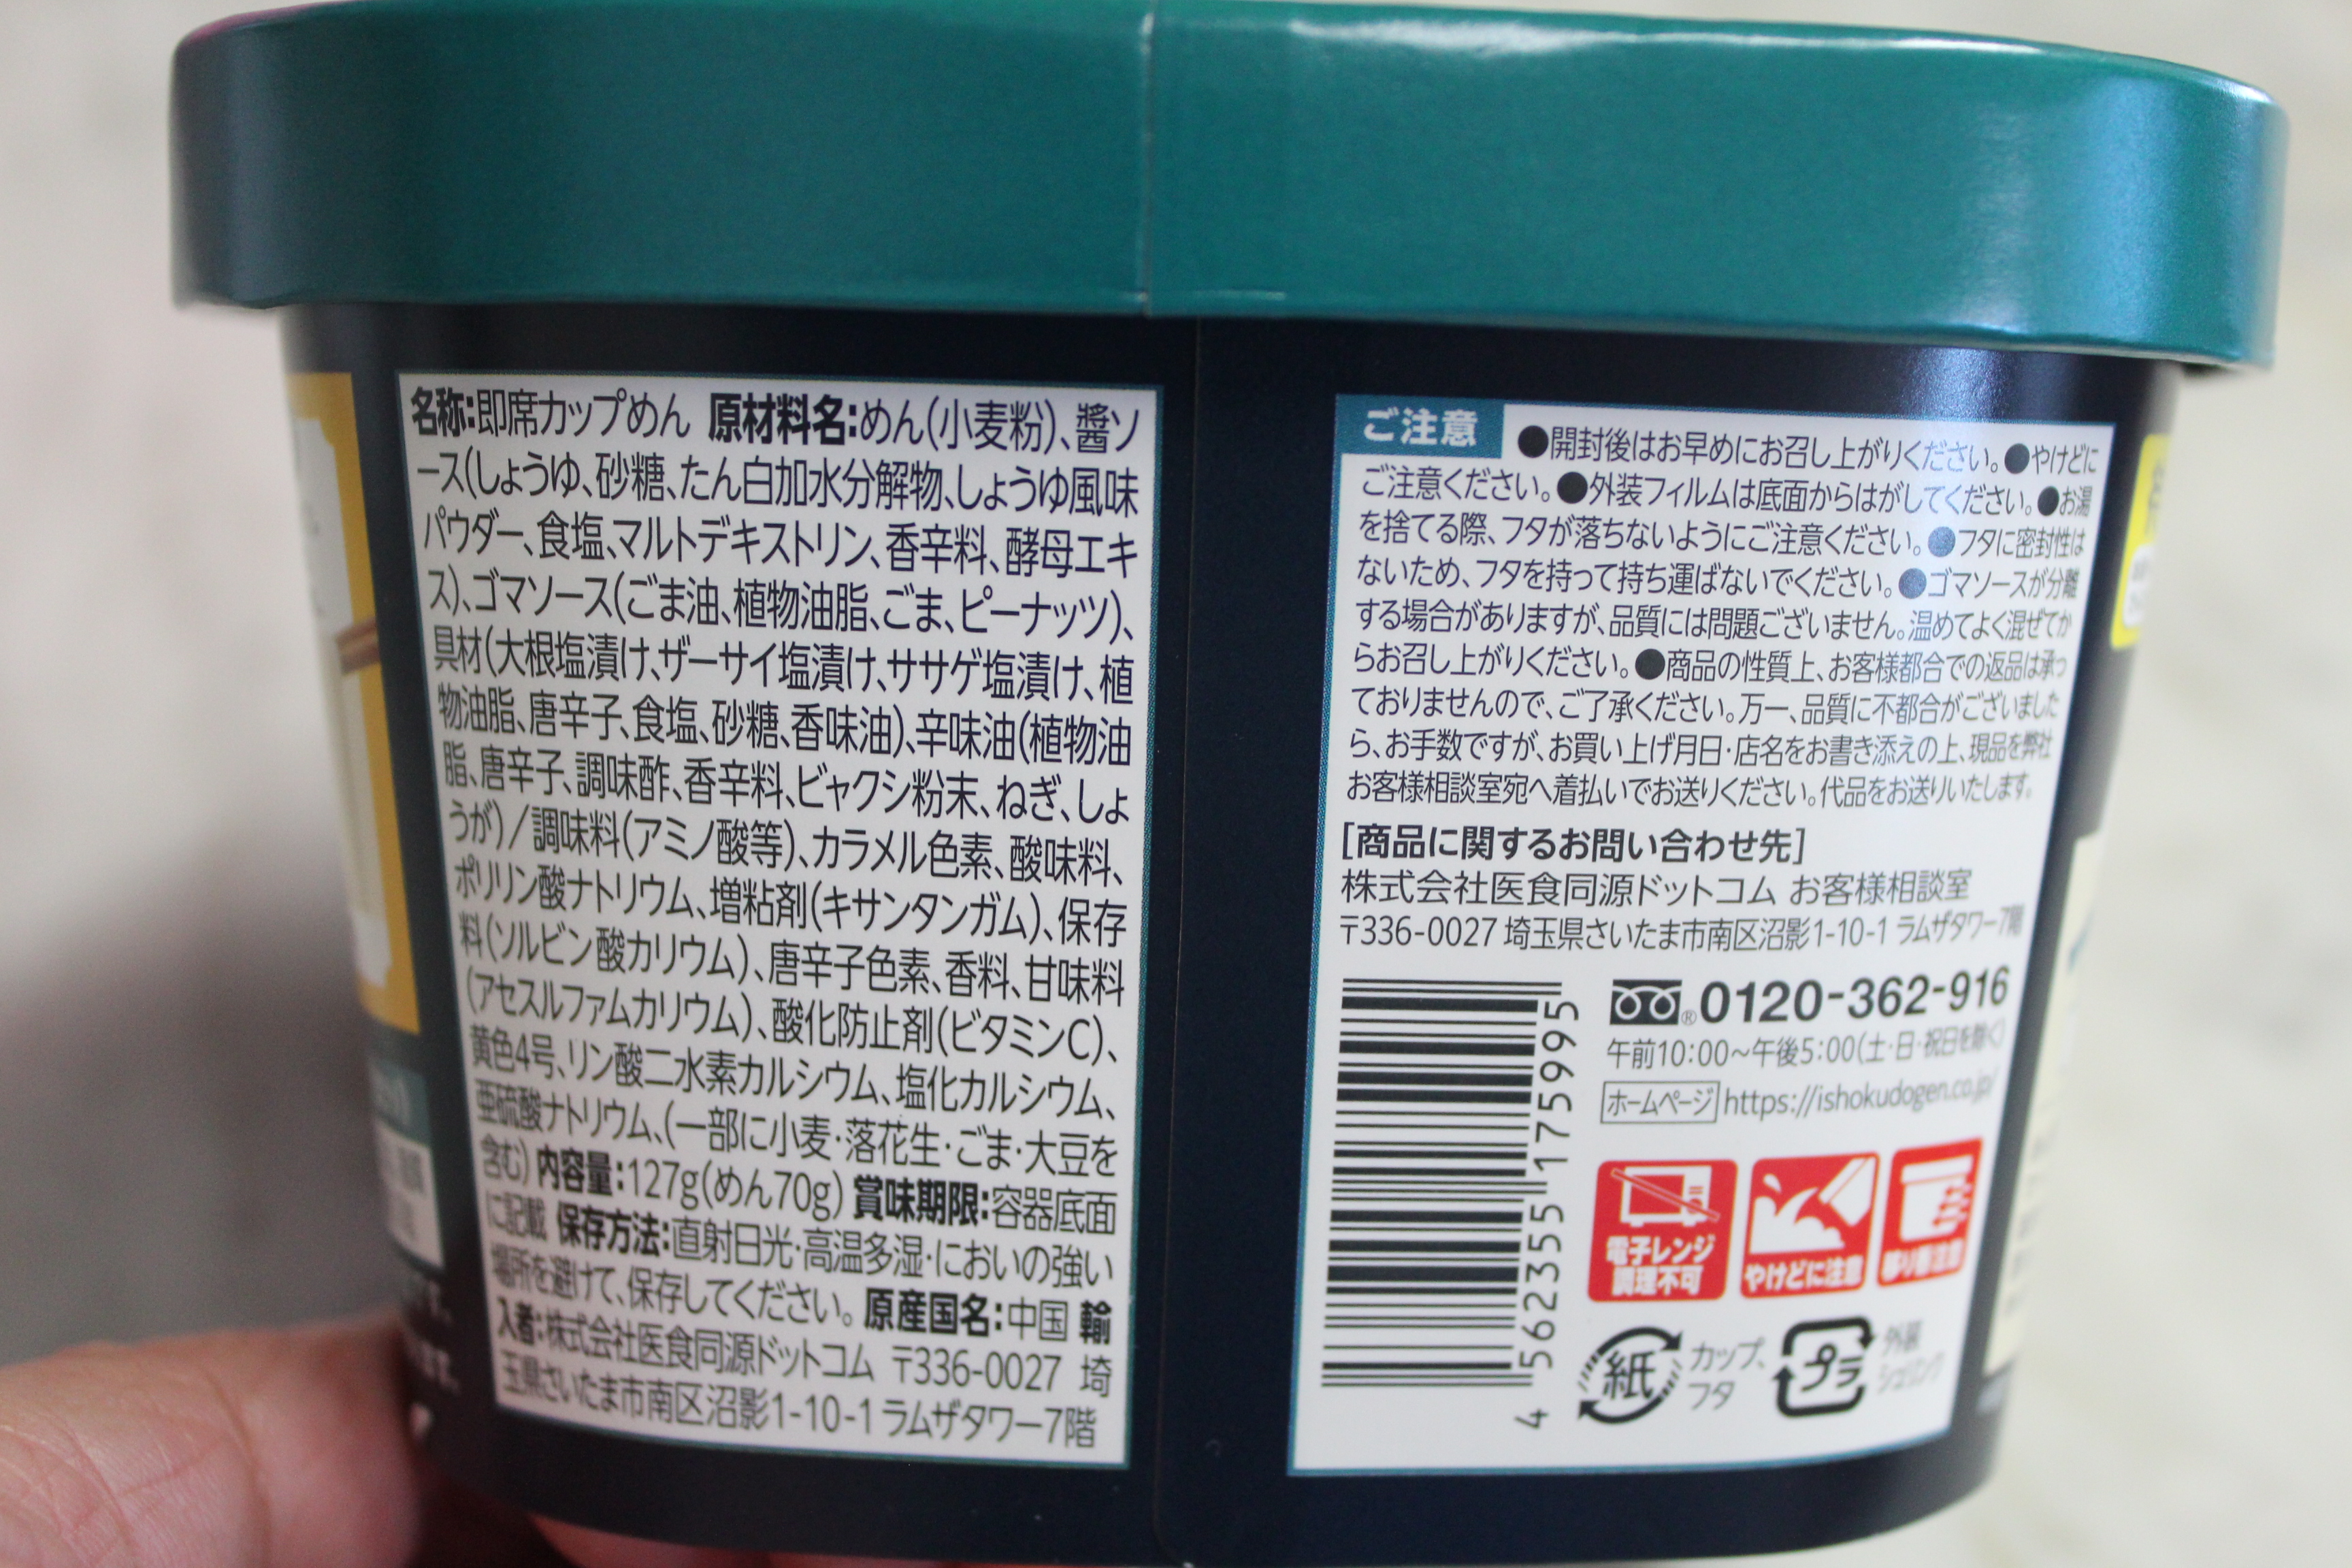 名称:即席カップめん 原材料名:めん(小麦粉)、醬ソ
ース(しょうゆ、砂糖、たん白加水分解物、しょうゆ風味
パウダー、食塩、マルトデキストリン、香辛料、酵母エキ
ス)、ゴマソース(ごま油、植物油脂、ごま、ピーナッツ)、
具材(大根塩漬け、ザーサイ塩漬け、ササゲ塩漬け、植
物油脂、唐辛子、食塩、砂糖、香味油)、辛味油(植物油
脂、唐辛子、調味酢、香辛料、ビャクシ粉末、ねぎ、しょ
うが)/調味料(アミノ酸等)、カラメル色素、酸味料、
ポリリン酸ナトリウム、増粘剤(キサンタンガム)、保存
料(ソルビン酸カリウム)、唐辛子色素、香料、甘味料
(アセスルファムカリウム)、酸化防止剤(ビタミンC)、
黄色4号、リン酸二水素カルシウム、塩化カルシウム、
亜硫酸ナトリウム、(一部に小麦・落花生・ごま・大豆を
含む) 内容量:127g(めん70g) 賞味期限:容器底面
に記載 保存方法:直射日光・高温多湿・においの強い
場所を避けて、保存してください。 原産国名:中国 輸
入者:株式会社医食同源ドットコム 〒336-0027 埼
玉県さいたま市南区沼影1-10-1 ラムザタワー7階
ご注意 ●開封後はお早めにお召し上がりください。●やけどに
ご注意ください。●外装フィルムは底面からはがしてください。●お湯
を捨てる際、フタが落ちないようにご注意ください。●フタに密封性は
ないため、フタを持って持ち運ばないでください。●ゴマソースが分離
する場合がありますが、品質には問題ございません。温めてよく混ぜてか
らお召し上がりください。●商品の性質上、お客様都合での返品は承っ
ておりませんので、ご了承ください。万一、品質に不都合がございました
ら、お手数ですが、お買い上げ月日・店名をお書き添えの上、現品を弊社
お客様相談室宛へ着払いでお送りください。代品をお送りいたします。
[商品に関するお問い合わせ先]
株式会社医食同源ドットコム お客様相談室
〒336-0027 埼玉県さいたま市南区沼影1-10-1 ラムザタワー7階
®0120-362-916
午前10:00~午後5:00(土・日・祝日を除く)
ホームページ https://ishokudogen.co.jp/
4 562355 175995
電子レンジ
調理不可
やけどに注意
移り香注意
紙
カップ、
フタ
プラ
外装
シュリンク